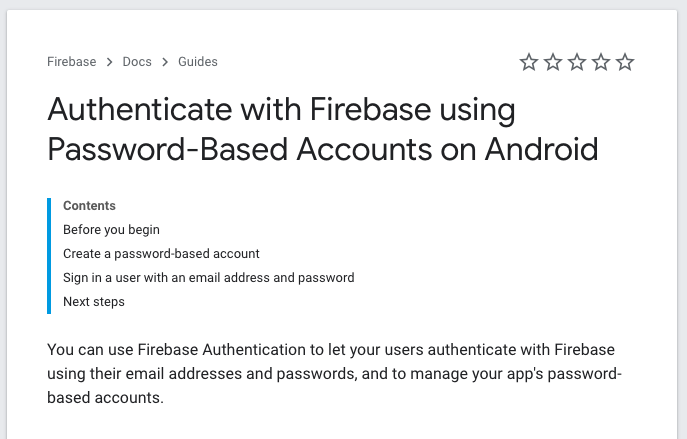 Firebase > Docs > Guides
Authenticate with Firebase using
Password-Based Accounts on Android
Contents
Before you begin
Create a password-based account
Sign in a user with an email address and password
Next steps
You can use Firebase Authentication to let your users authenticate with Firebase
using their email addresses and passwords, and to manage your app's password-
based accounts.